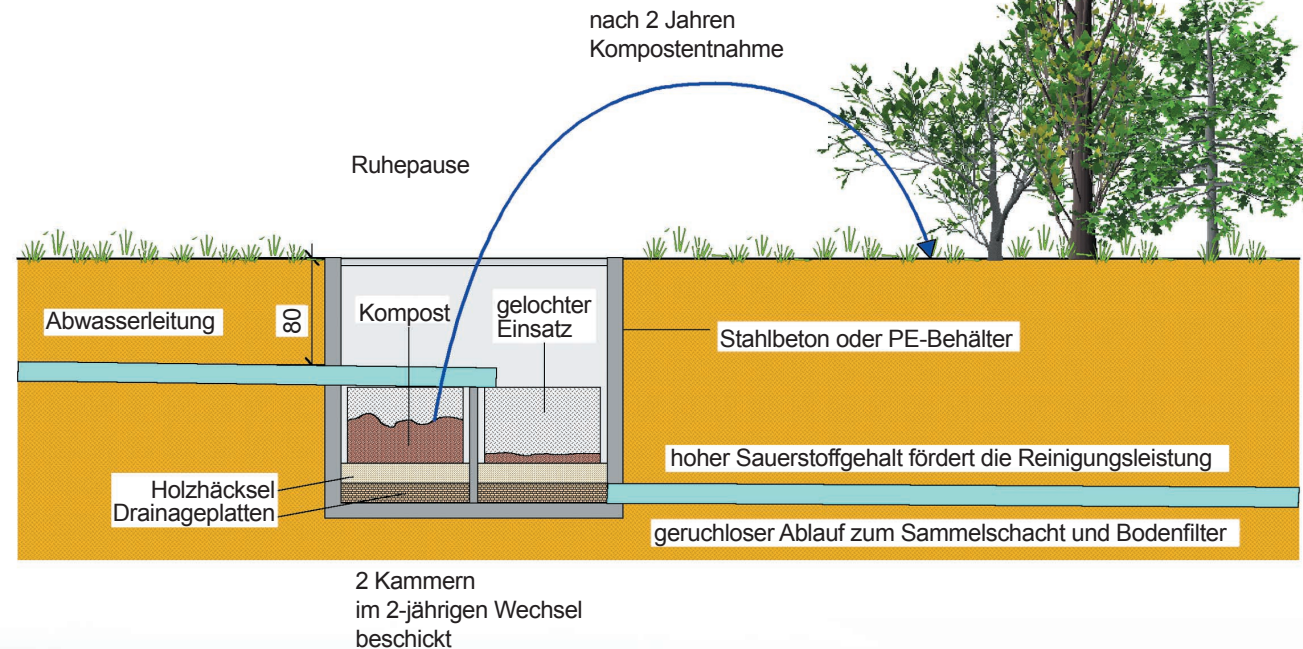 nach 2 Jahren
Kompostentnahme
Ruhepause
Abwasserleitung
80
Kompost
gelochter
Einsatz
Stahlbeton oder PE-Behälter
hoher Sauerstoffgehalt fördert die Reinigungsleistung
Holzhäcksel
Drainageplatten
geruchloser Ablauf zum Sammelschacht und Bodenfilter
2 Kammern
im 2-jährigen Wechsel
beschickt